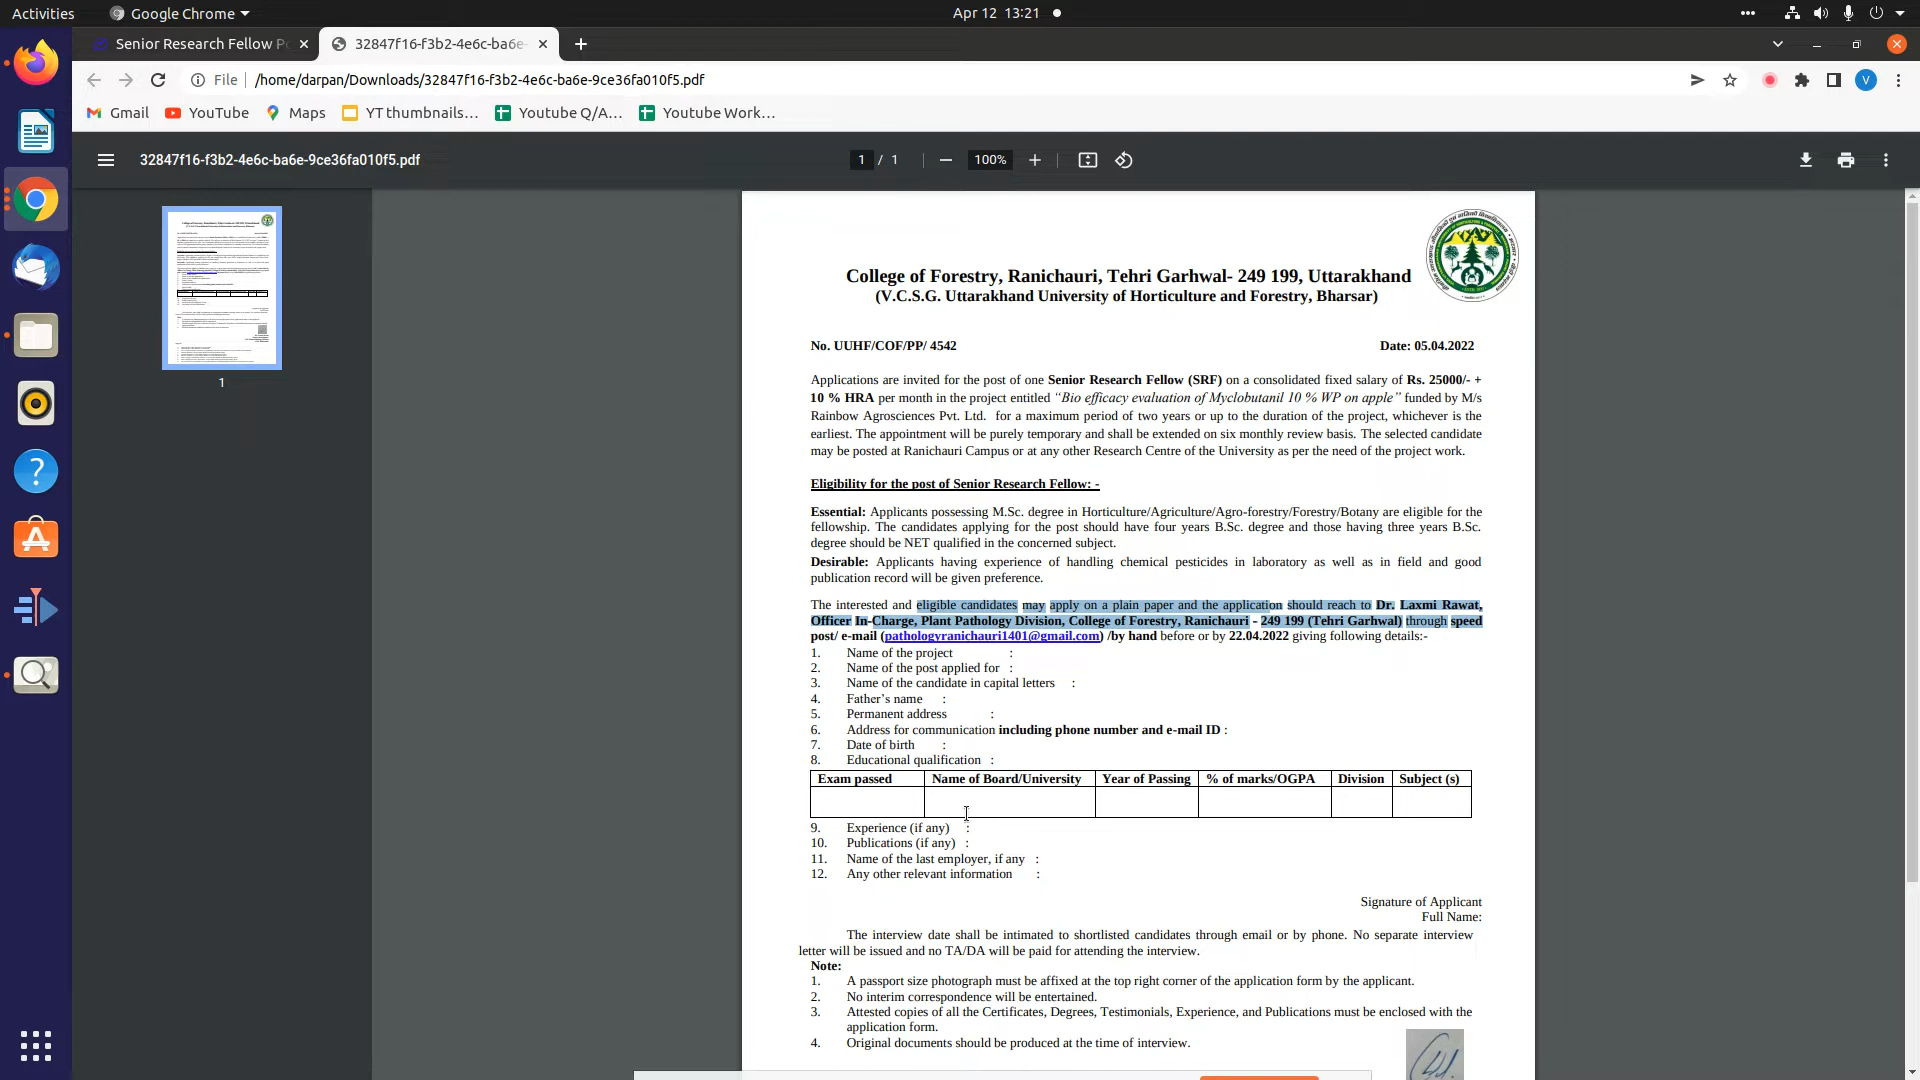 Activities
Google Chrome
Apr 12 13:21
Senior Research Fellow P
32847f16-f3b2-4e6c-ba6e-
File
/home/darpan/Downloads/32847f16-f3b2-4e6c-ba6e-9ce36fa010f5.pdf
V
Gmail
YouTube
Maps
YT thumbnails...
Youtube Q/A...
Youtube Work...
32847f16-f3b2-4e6c-ba6e-9ce36fa010f5.pdf
1 / 1
100%
1
College of Forestry, Ranichauri, Tehri Garhwal- 249 199, Uttarakhand
(V.C.S.G. Uttarakhand University of Horticulture and Forestry, Bharsar)
No. UUHF/COF/PP/ 4542
Date: 05.04.2022
Applications are invited for the post of one Senior Research Fellow (SRF) on a consolidated fixed salary of Rs. 25000/- +
10 % HRA per month in the project entitled “Bio efficacy evaluation of Myclobutanil 10 % WP on apple” funded by M/s
Rainbow Agrosciences Pvt. Ltd. for a maximum period of two years or up to the duration of the project, whichever is the
earliest. The appointment will be purely temporary and shall be extended on six monthly review basis. The selected candidate
may be posted at Ranichauri Campus or at any other Research Centre of the University as per the need of the project work.
Eligibility for the post of Senior Research Fellow: -
Essential: Applicants possessing M.Sc. degree in Horticulture/Agriculture/Agro-forestry/Forestry/Botany are eligible for the
fellowship. The candidates applying for the post should have four years B.Sc. degree and those having three years B.Sc.
degree should be NET qualified in the concerned subject.
Desirable: Applicants having experience of handling chemical pesticides in laboratory as well as in field and good
publication record will be given preference.
The interested and eligible candidates may apply on a plain paper and the application should reach to Dr. Laxmi Rawat,
Officer In-Charge, Plant Pathology Division, College of Forestry, Ranichauri - 249 199 (Tehri Garhwal) through speed
post/ e-mail (pathologyranichauri1401@gmail.com) /by hand before or by 22.04.2022 giving following details:-
1. Name of the project :
2. Name of the post applied for :
3. Name of the candidate in capital letters :
4. Father’s name :
5. Permanent address :
6. Address for communication including phone number and e-mail ID :
7. Date of birth :
8. Educational qualification :
Exam passed Name of Board/University Year of Passing % of marks/OGPA Division Subject (s)
9. Experience (if any) :
10. Publications (if any) :
11. Name of the last employer, if any :
12. Any other relevant information :
Signature of Applicant
Full Name:
The interview date shall be intimated to shortlisted candidates through email or by phone. No separate interview
letter will be issued and no TA/DA will be paid for attending the interview.
Note:
1. A passport size photograph must be affixed at the top right corner of the application form by the applicant.
2. No interim correspondence will be entertained.
3. Attested copies of all the Certificates, Degrees, Testimonials, Experience, and Publications must be enclosed with the
application form.
4. Original documents should be produced at the time of interview.